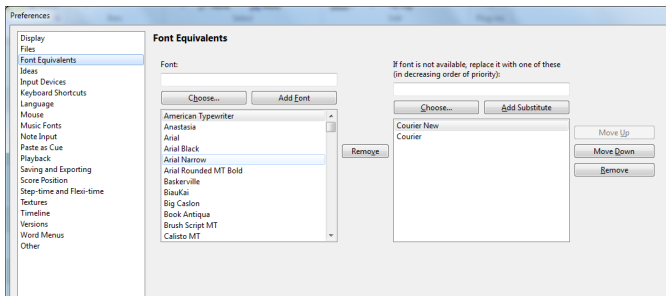 Preferences
Display
Files
Font Equivalents
Ideas
Input Devices
Keyboard Shortcuts
Language
Mouse
Music Fonts
Note Input
Paste as Cue
Playback
Saving and Exporting
Score Position
Step-time and Flexi-time
Textures
Timeline
Versions
Word Menus
Other
Font Equivalents
Font:
Choose...
Add Font
American Typewriter
Anastasia
Arial
Arial Black
Arial Narrow
Arial Rounded MT Bold
Baskerville
BiauKai
Big Caslon
Book Antiqua
Brush Script MT
Calisto MT
Remove
If font is not available, replace it with one of these
(in decreasing order of priority):
Choose...
Add Substitute
Courier New
Courier
Move Up
Move Down
Remove